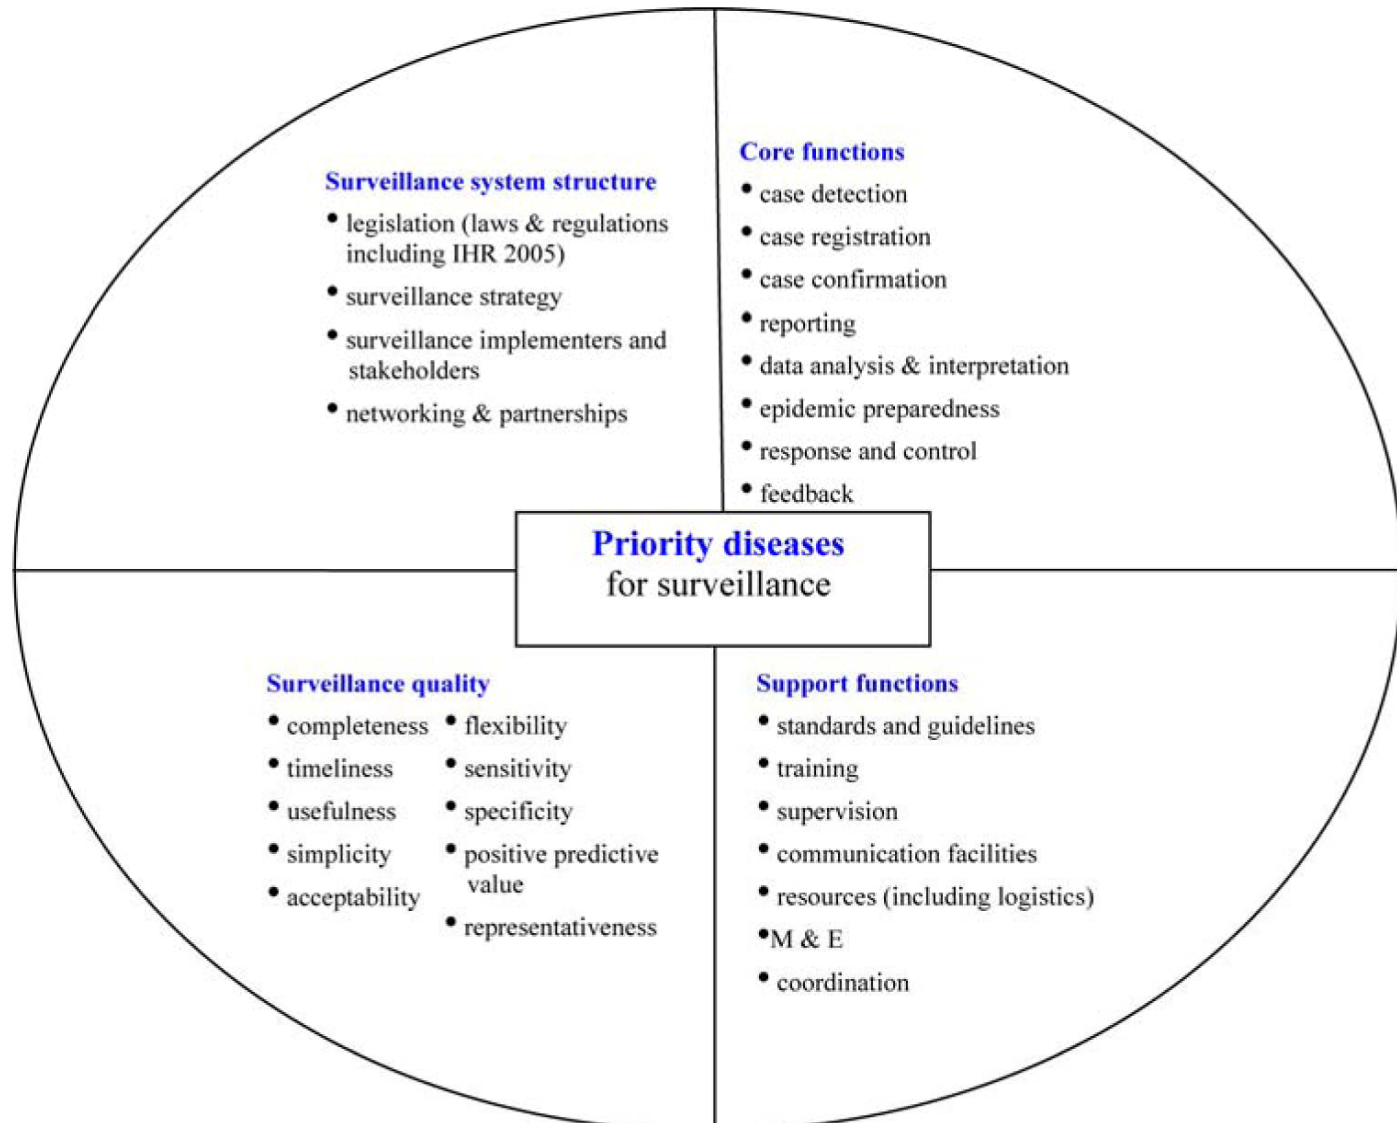 Surveillance system structure
• legislation (laws & regulations
including IHR 2005)
• surveillance strategy
• surveillance implementers and
stakeholders
• networking & partnerships
Core functions
• case detection
• case registration
• case confirmation
• reporting
• data analysis & interpretation
• epidemic preparedness
• response and control
• feedback
Priority diseases
for surveillance
Surveillance quality
• completeness
• timeliness
• usefulness
• simplicity
• acceptability
• flexibility
• sensitivity
• specificity
• positive predictive
value
• representativeness
Support functions
• standards and guidelines
• training
• supervision
• communication facilities
• resources (including logistics)
•M & E
• coordination